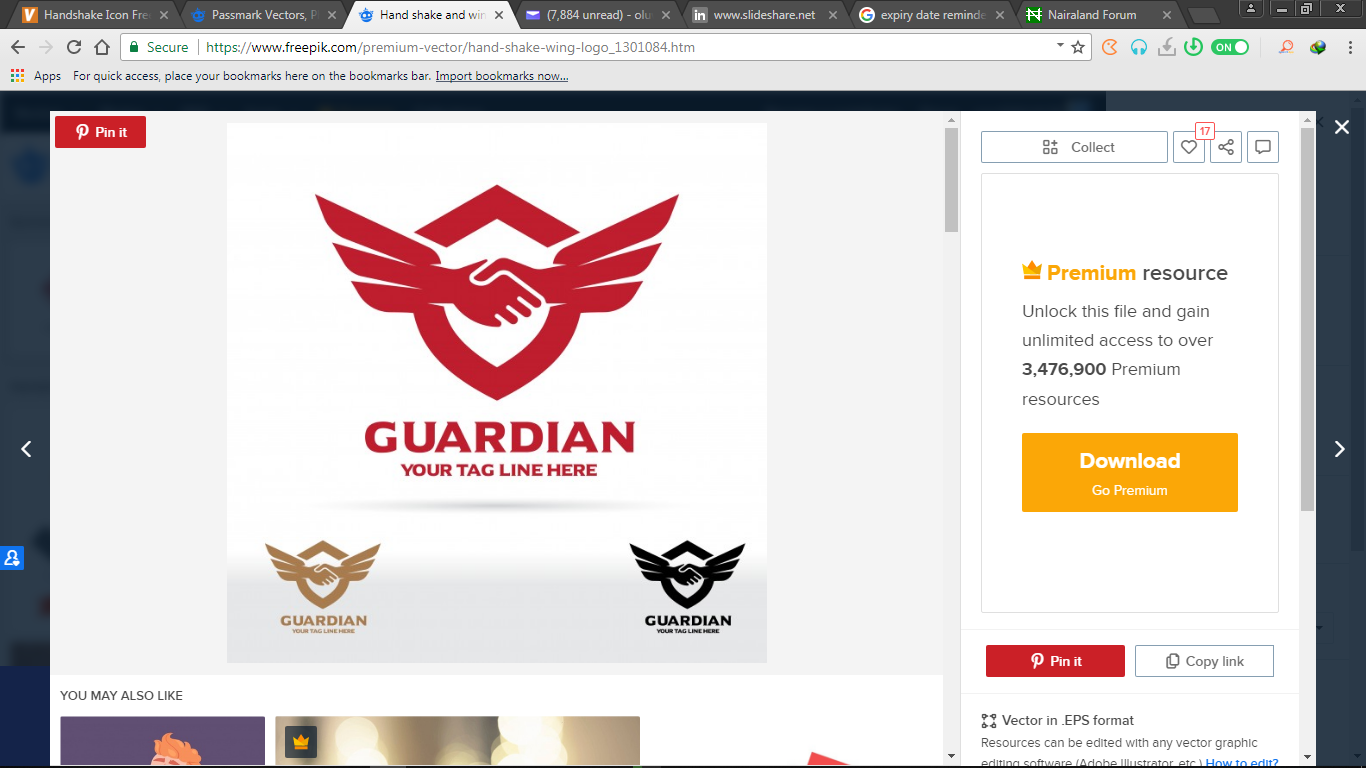 Handshake Icon Fre
Passmark Vectors, P
Hand shake and win
(7,884 unread) - olu
www.slideshare.net
expiry date reminde
Nairaland Forum
Secure
https://www.freepik.com/premium-vector/hand-shake-wing-logo_1301084.htm
ON
Apps
For quick access, place your bookmarks here on the bookmarks bar. Import bookmarks now...
Pin it
GUARDIAN
YOUR TAG LINE HERE
GUARDIAN
YOUR TAG LINE HERE
GUARDIAN
YOUR TAG LINE HERE
YOU MAY ALSO LIKE
Collect
17
Premium resource
Unlock this file and gain
unlimited access to over
3,476,900 Premium
resources
Download
Go Premium
Pin it
Copy link
Vector in .EPS format
Resources can be edited with any vector graphic
editing software (Adobe Illustrator, etc.) How to edit?